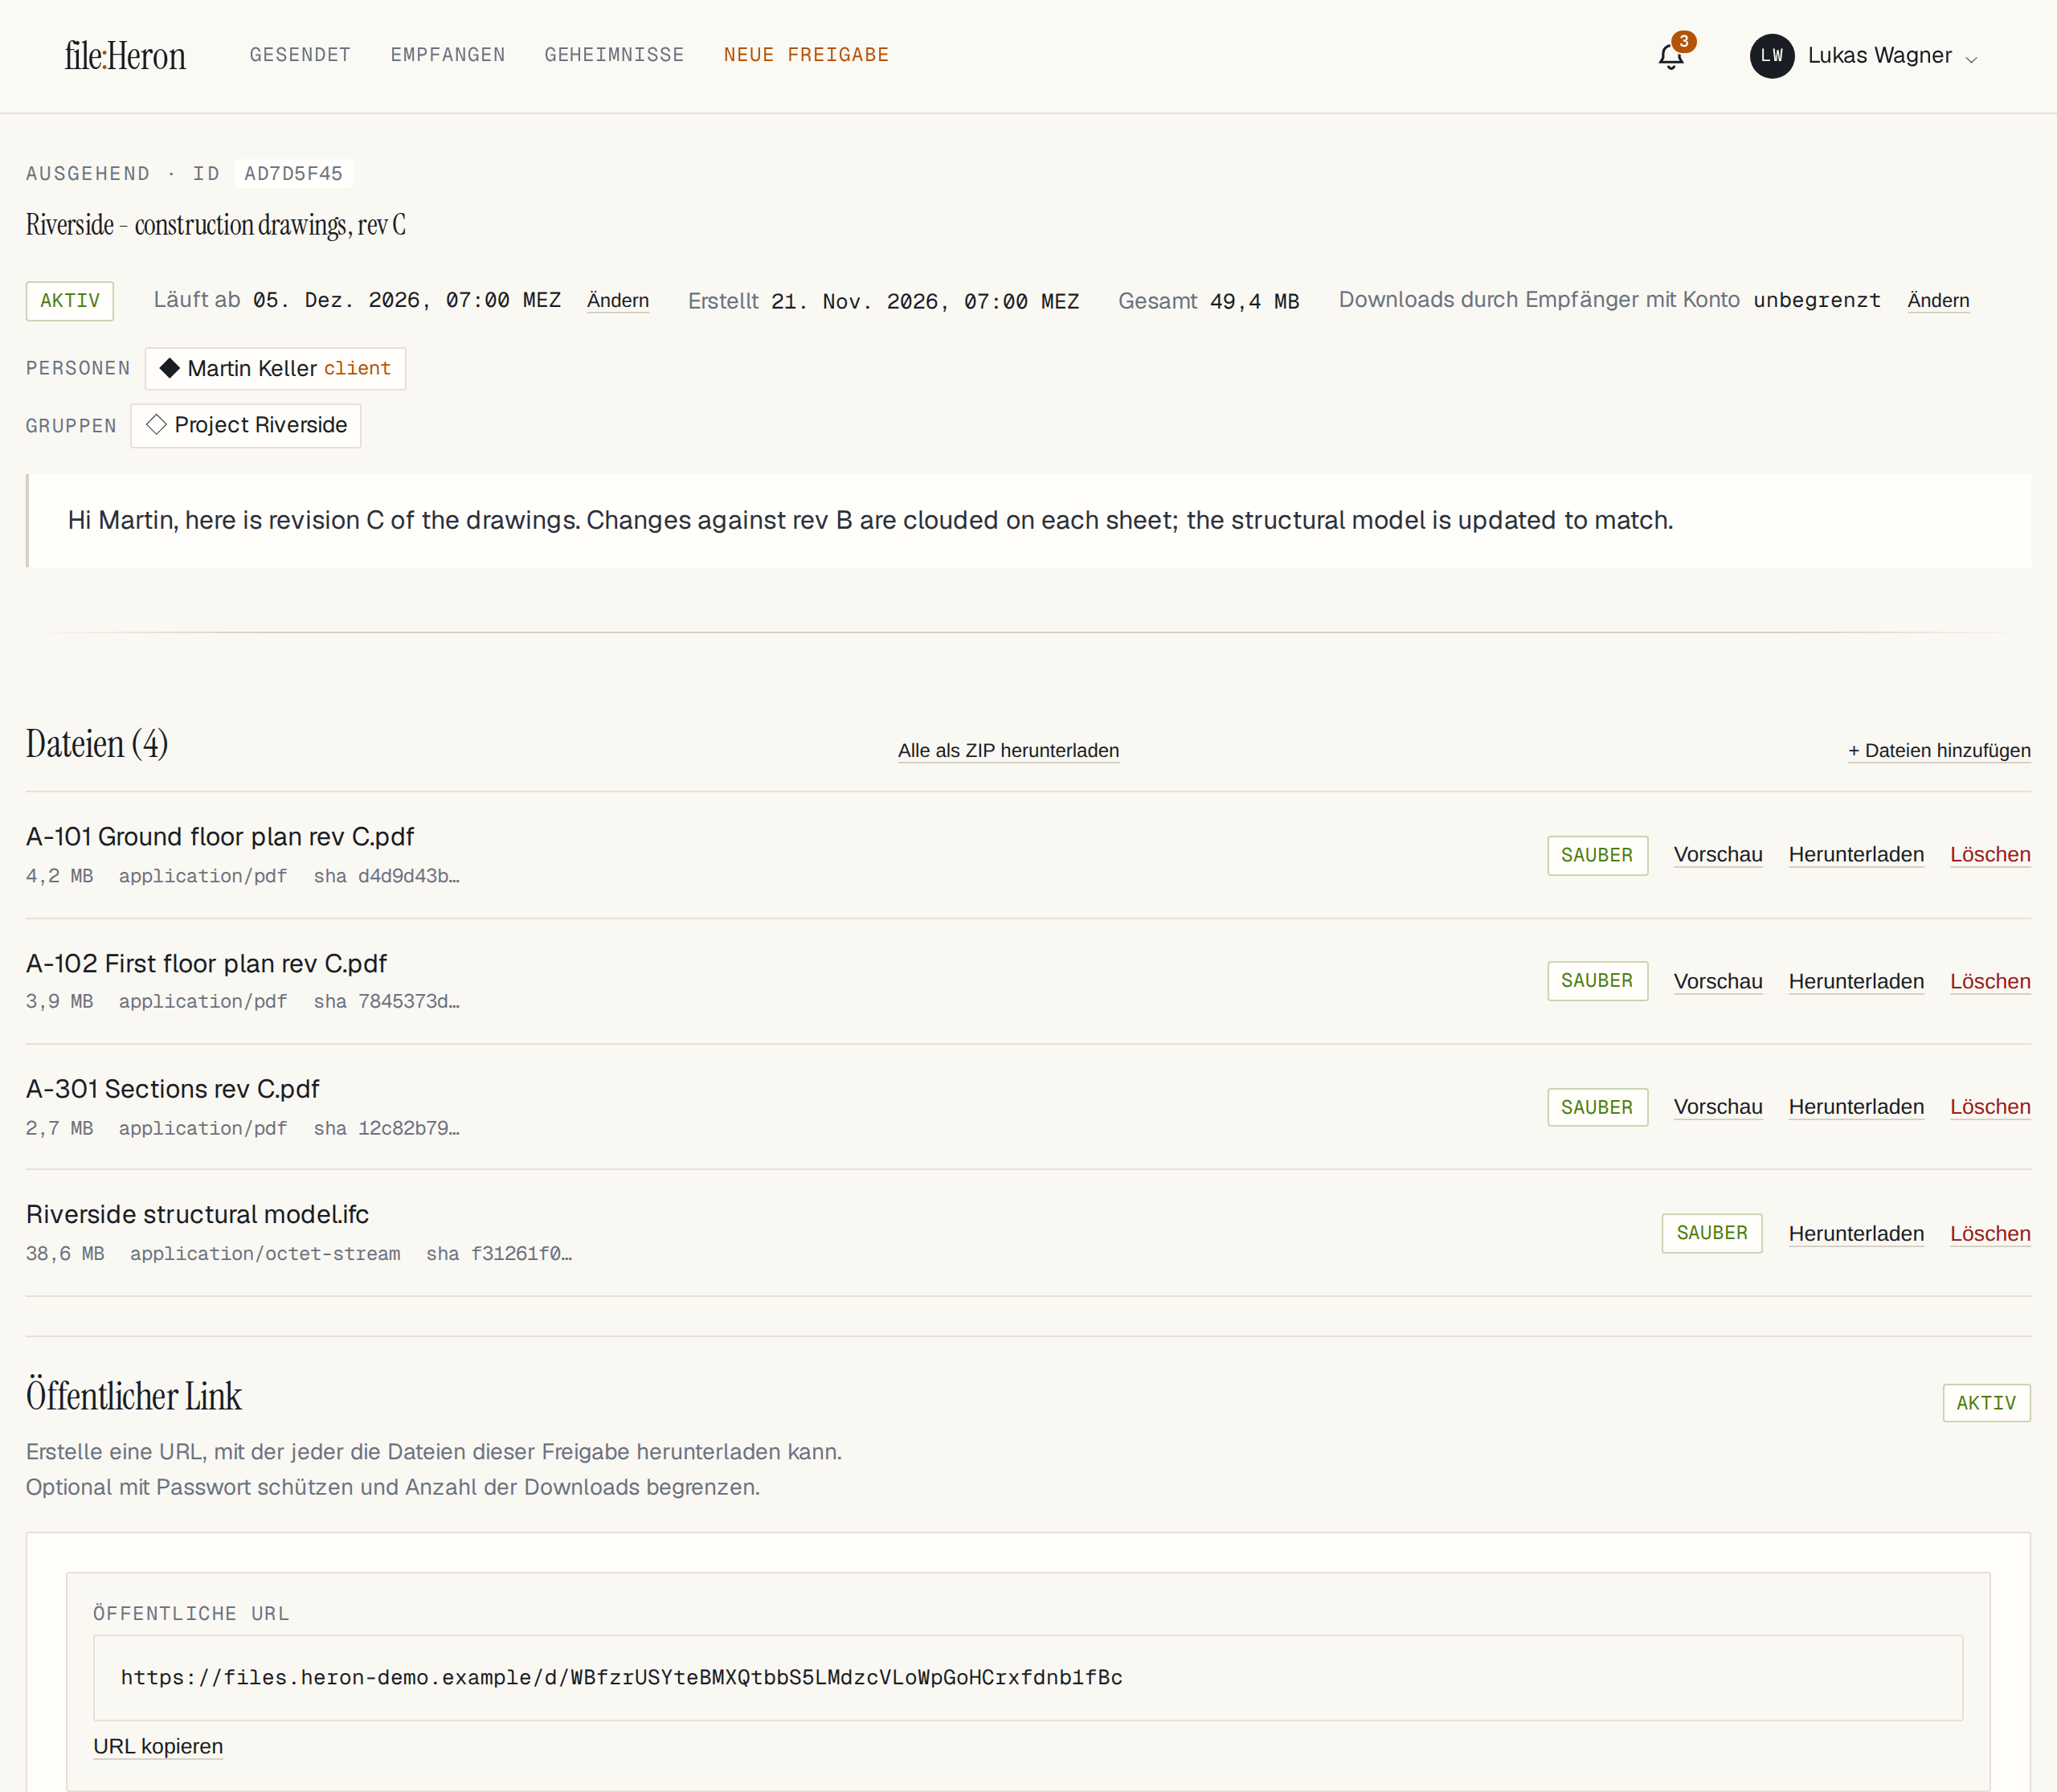 file:Heron GESENDET EMPFANGEN GEHEIMNISSE NEUE FREIGABE 3 LW Lukas Wagner
AUSGEHEND · ID AD7D5F45
Riverside – construction drawings, rev C
AKTIV Läuft ab 05. Dez. 2026, 07:00 MEZ Ändern Erstellt 21. Nov. 2026, 07:00 MEZ Gesamt 49,4 MB Downloads durch Empfänger mit Konto unbegrenzt Ändern
PERSONEN Martin Keller client
GRUPPEN Project Riverside
Hi Martin, here is revision C of the drawings. Changes against rev B are clouded on each sheet; the structural model is updated to match.
Dateien (4) Alle als ZIP herunterladen + Dateien hinzufügen
A-101 Ground floor plan rev C.pdf
4,2 MB application/pdf sha d4d9d43b…
SAUBER Vorschau Herunterladen Löschen
A-102 First floor plan rev C.pdf
3,9 MB application/pdf sha 7845373d…
SAUBER Vorschau Herunterladen Löschen
A-301 Sections rev C.pdf
2,7 MB application/pdf sha 12c82b79…
SAUBER Vorschau Herunterladen Löschen
Riverside structural model.ifc
38,6 MB application/octet-stream sha f31261f0…
SAUBER Herunterladen Löschen
Öffentlicher Link AKTIV
Erstelle eine URL, mit der jeder die Dateien dieser Freigabe herunterladen kann.
Optional mit Passwort schützen und Anzahl der Downloads begrenzen.
ÖFFENTLICHE URL
https://files.heron-demo.example/d/WBfzrUSYteBMXQtbbS5LMdzcVLoWpGoHCrxfdnb1fBc
URL kopieren